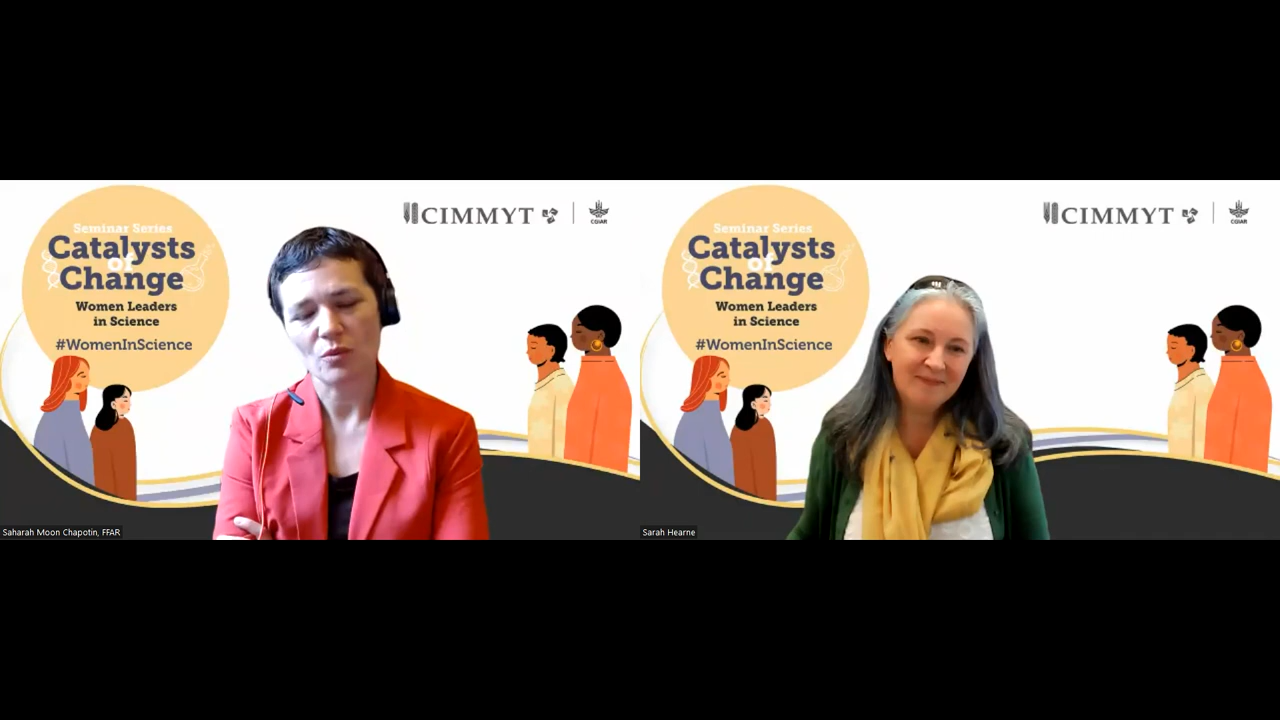 Seminar Series
Catalysts
of
Change
Women Leaders
in Science
#WomenInScience
CIMMYT
CGIAR
Saharah Moon Chapotin, FFAR
Seminar Series
Catalysts
of
Change
Women Leaders
in Science
#WomenInScience
CIMMYT
CGIAR
Sarah Hearne